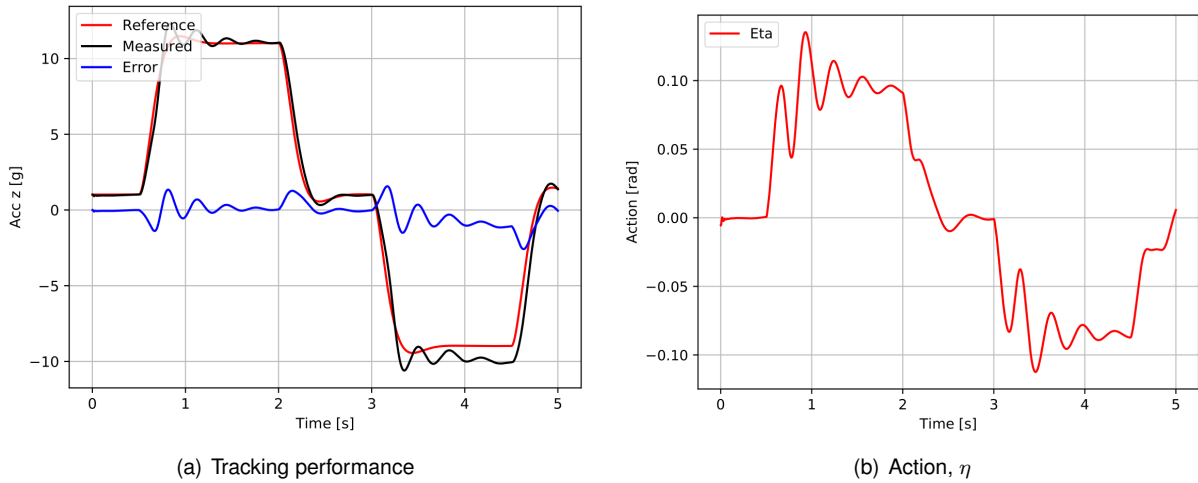 Reference
Measured
Error
10
5
0
−5
−10
Acc z [g]
0
1
2
3
4
5
Time [s]
(a) Tracking performance
Eta
0.10
0.05
0.00
−0.05
−0.10
Action [rad]
0
1
2
3
4
5
Time [s]
(b) Action, η